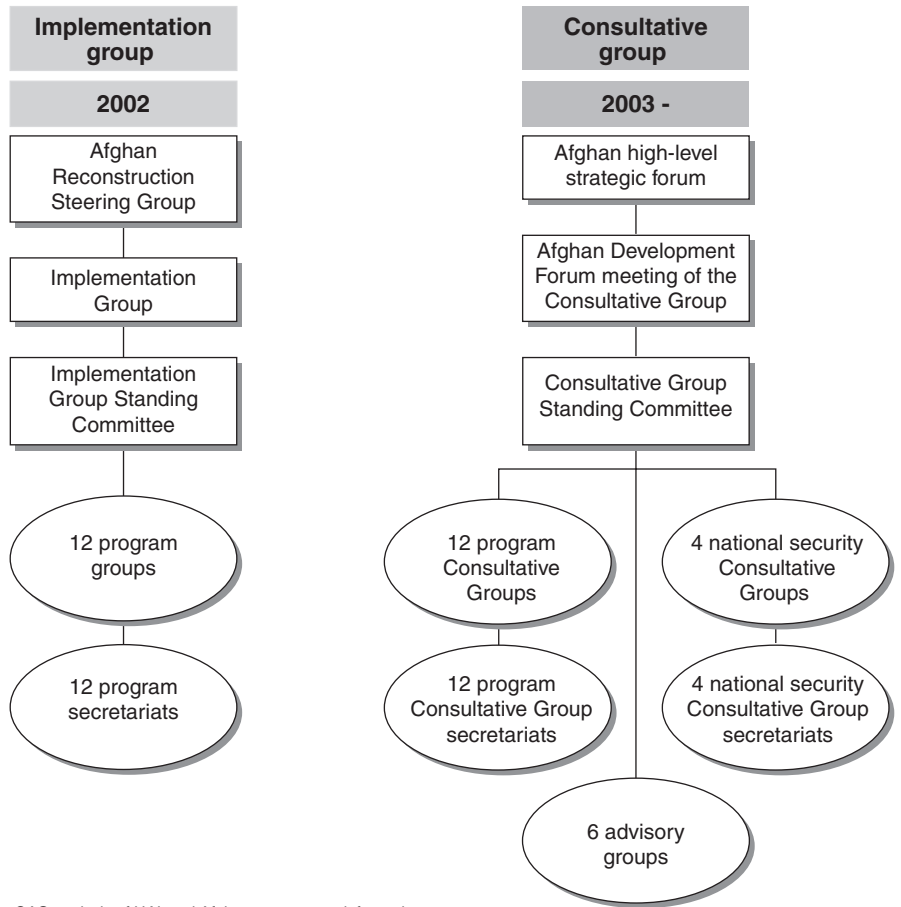 Implementation
group
2002
Afghan
Reconstruction
Steering Group
Implementation
Group
Implementation
Group Standing
Committee
12 program
groups
12 program
secretariats
Consultative
group
2003 -
Afghan high-level
strategic forum
Afghan Development
Forum meeting of the
Consultative Group
Consultative Group
Standing Committee
12 program
Consultative
Groups
4 national security
Consultative
Groups
12 program
Consultative Group
secretariats
4 national security
Consultative Group
secretariats
6 advisory
groups